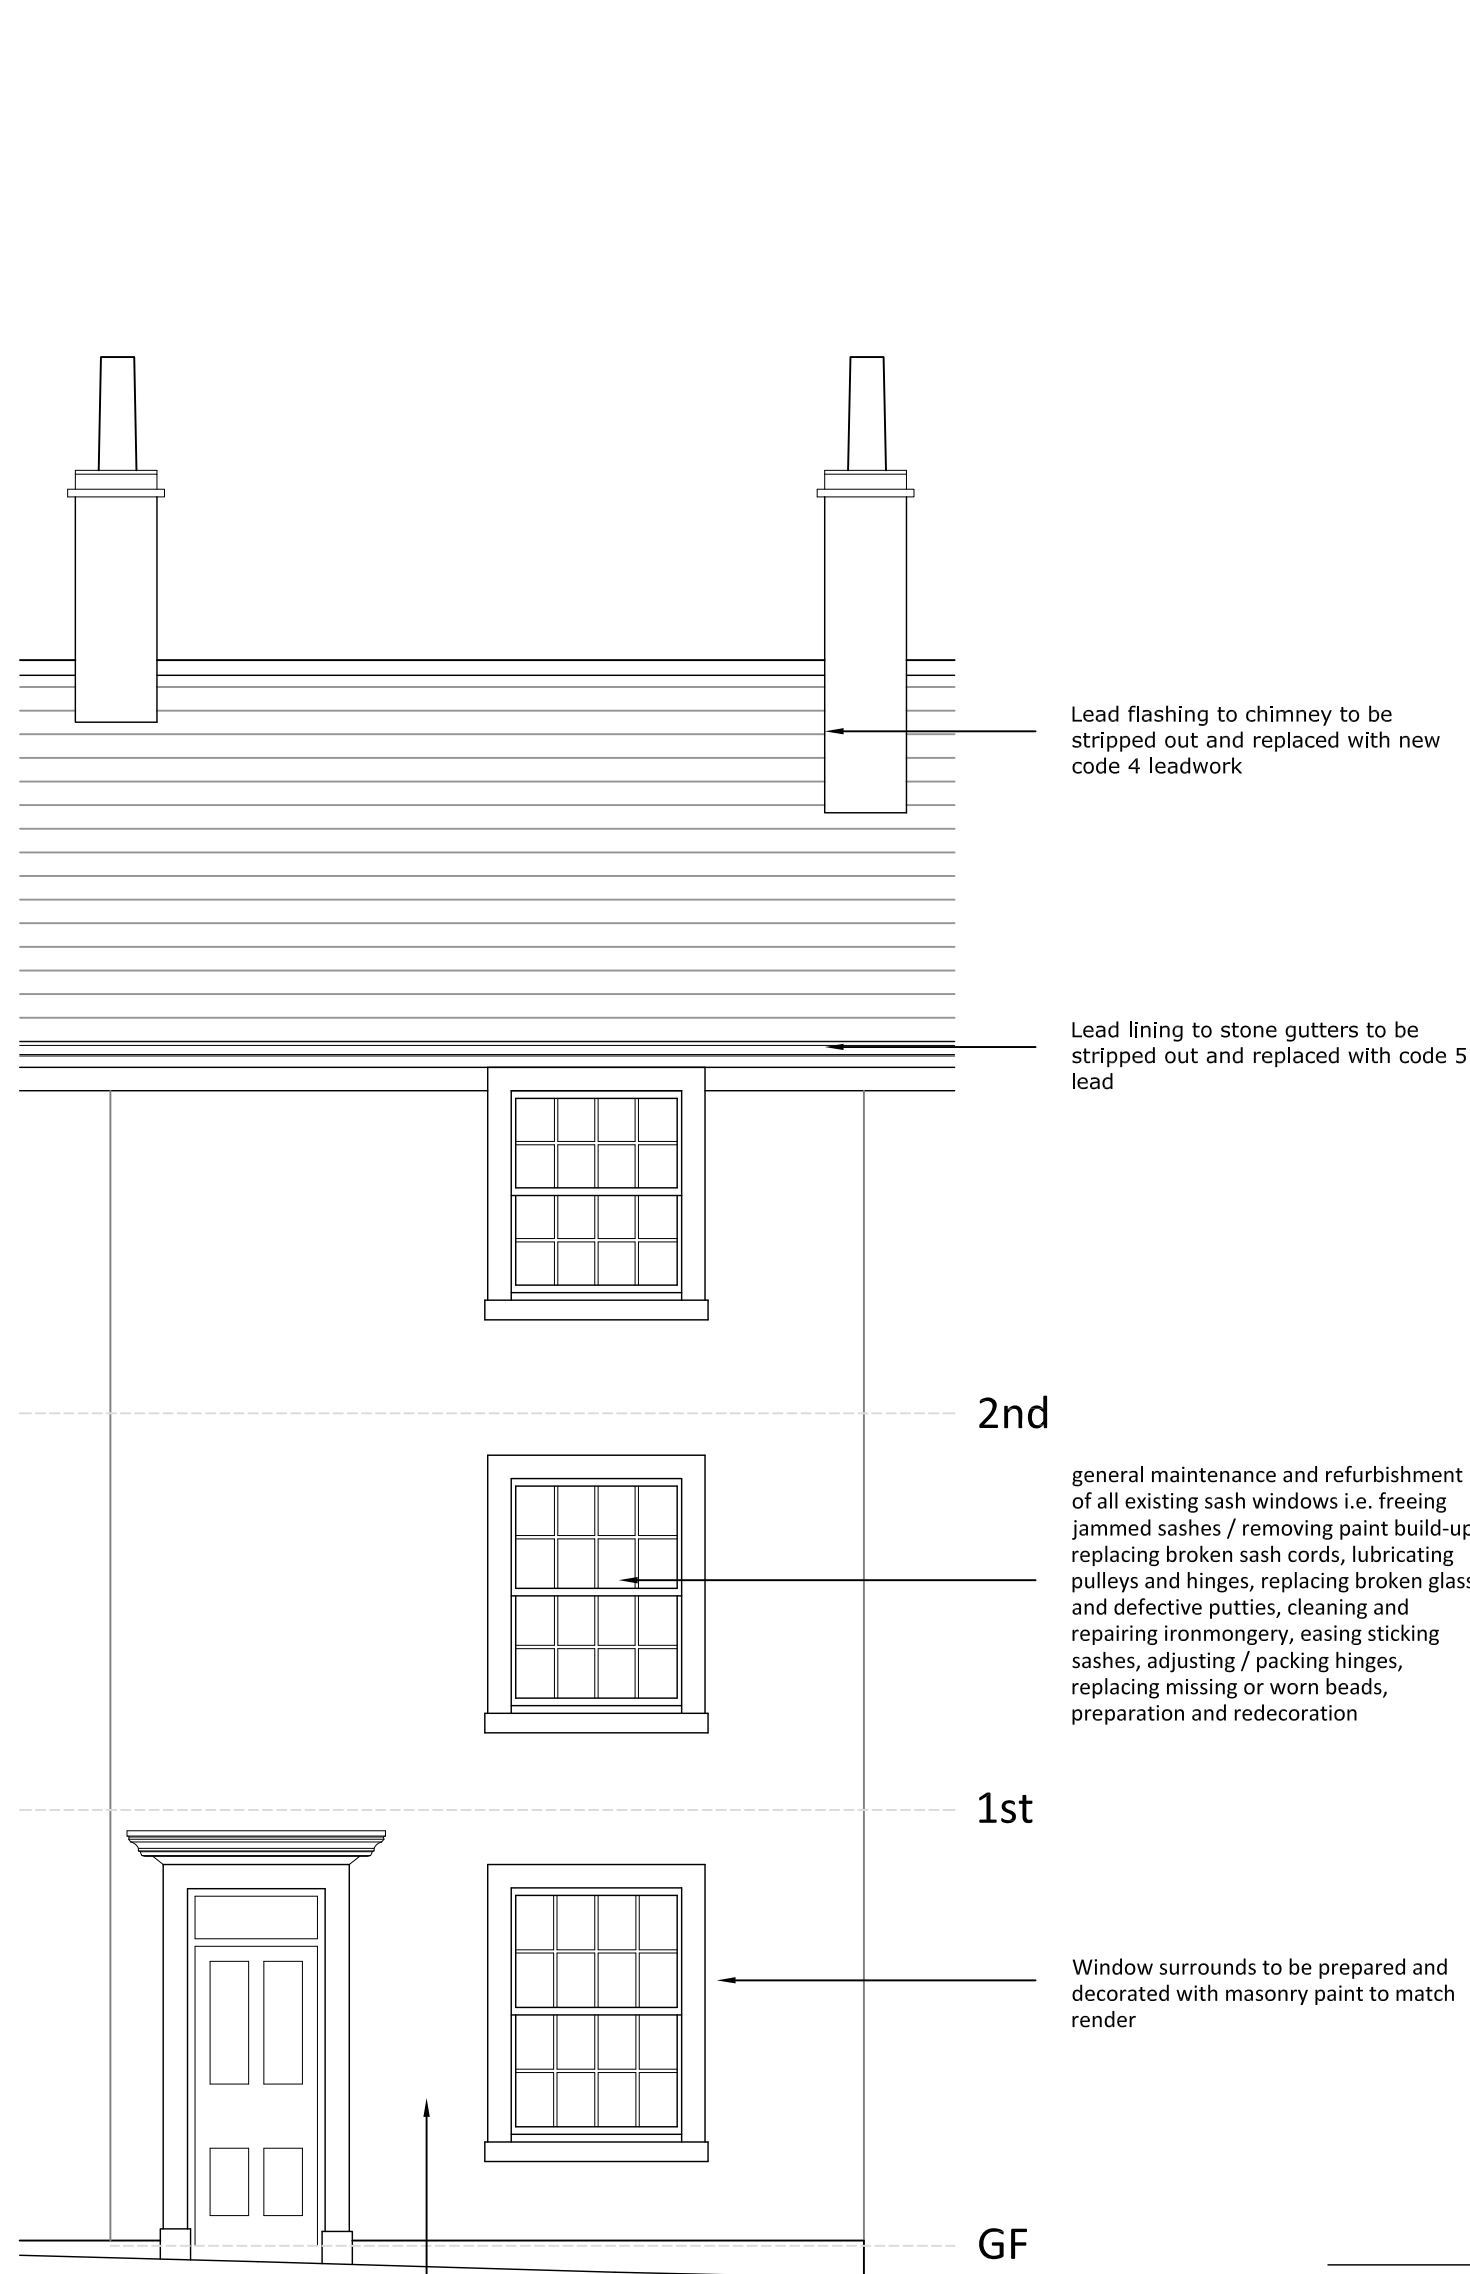 Lead flashing to chimney to be
stripped out and replaced with new
code 4 leadwork
Lead lining to stone gutters to be
stripped out and replaced with code 5
lead
2nd
general maintenance and refurbishment
of all existing sash windows i.e. freeing
jammed sashes / removing paint build-up
replacing broken sash cords, lubricating
pulleys and hinges, replacing broken glass
and defective putties, cleaning and
repairing ironmongery, easing sticking
sashes, adjusting / packing hinges,
replacing missing or worn beads,
preparation and redecoration
1st
Window surrounds to be prepared and
decorated with masonry paint to match
render
GF